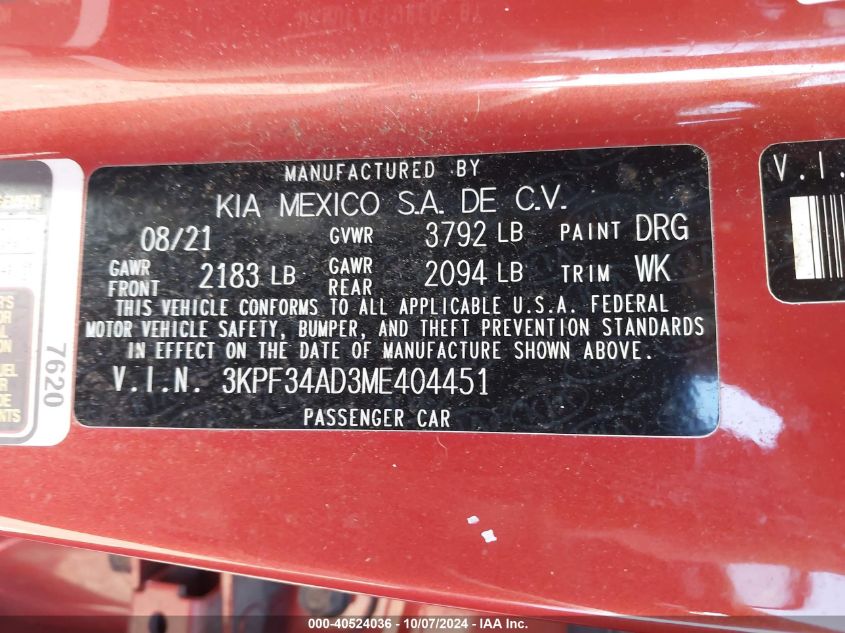 MANUFACTURED BY
KIA MEXICO S.A. DE C.V.
08/21 GVWR 3792 LB PAINT DRG
GAWR FRONT 2183 LB GAWR REAR 2094 LB TRIM WK
THIS VEHICLE CONFORMS TO ALL APPLICABLE U.S.A. FEDERAL
MOTOR VEHICLE SAFETY, BUMPER, AND THEFT PREVENTION STANDARDS
IN EFFECT ON THE DATE OF MANUFACTURE SHOWN ABOVE.
V.I.N. 3KPF34AD3ME404451
PASSENGER CAR
7620
V.I.
000-40524036 - 10/07/2024 - IAA Inc.